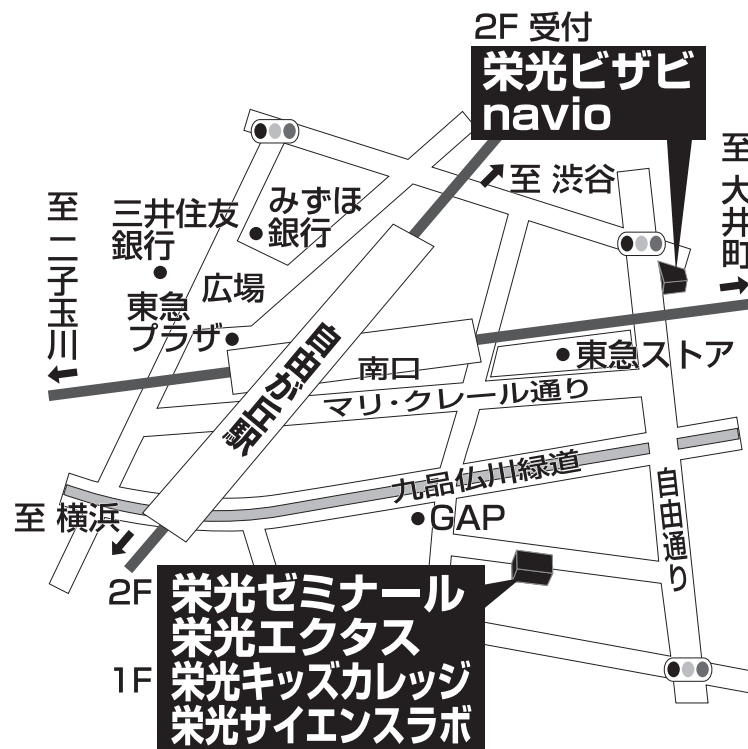 2F 受付
栄光ビザビ
navio
至 渋谷
至 大井町
至 二子玉川
三井住友
銀行
みずほ
銀行
広場
東急
プラザ
自由が丘駅
南口
東急ストア
マリ・クレール通り
九品仏川緑道
GAP
自由通り
至 横浜
2F 栄光ゼミナール
栄光エクタス
1F 栄光キッズカレッジ
栄光サイエンスラボ